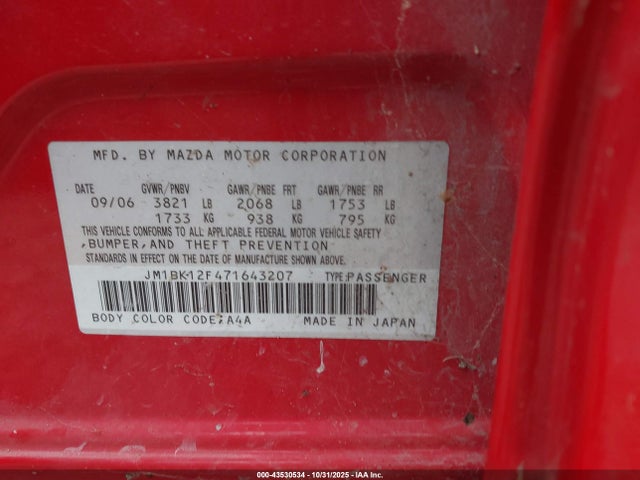 MFD. BY MAZDA MOTOR CORPORATION
DATE GVWR/PNBV GAWR/PNBE FRT GAWR/PNBE RR
09/06 3821 LB 2068 LB 1753 LB
1733 KG 938 KG 795 KG
THIS VEHICLE CONFORMS TO ALL APPLICABLE FEDERAL MOTOR VEHICLE SAFETY
,BUMPER,AND THEFT PREVENTION
STANDARDS IN EFFECT ON THE DATE OF MANUFACTURE SHOWN ABOVE.
JM1BK12F471643207 TYPE:PASSENGER
BODY COLOR CODE:A4A MADE IN JAPAN
000-43530534 - 10/31/2025 - IAA Inc.